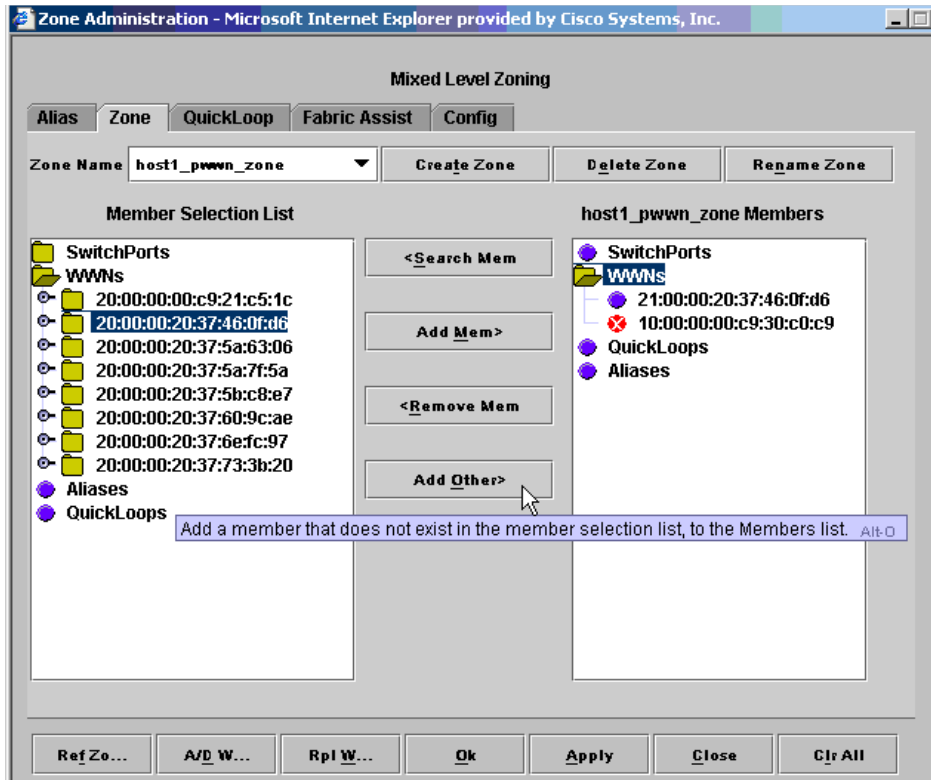 Zone Administration - Microsoft Internet Explorer provided by Cisco Systems, Inc.
Mixed Level Zoning
Alias Zone QuickLoop Fabric Assist Config
Zone Name host1_pwwn_zone Create Zone Delete Zone Rename Zone
Member Selection List
SwitchPorts
WWNs
20:00:00:00:c9:21:c5:1c
20:00:00:20:37:46:0f:d6
20:00:00:20:37:5a:63:06
20:00:00:20:37:5a:7f:5a
20:00:00:20:37:5b:c8:e7
20:00:00:20:37:60:9c:ae
20:00:00:20:37:6e:fc:97
20:00:00:20:37:73:3b:20
Aliases
QuickLoops
<Search Mem
Add Mem>
<Remove Mem
Add Other>
Add a member that does not exist in the member selection list, to the Members list. Alt-O
host1_pwwn_zone Members
SwitchPorts
WWNs
21:00:00:20:37:46:0f:d6
10:00:00:00:c9:30:c0:c9
QuickLoops
Aliases
Ref Zo... A/D W... Rpl W... Ok Apply Close Clr All